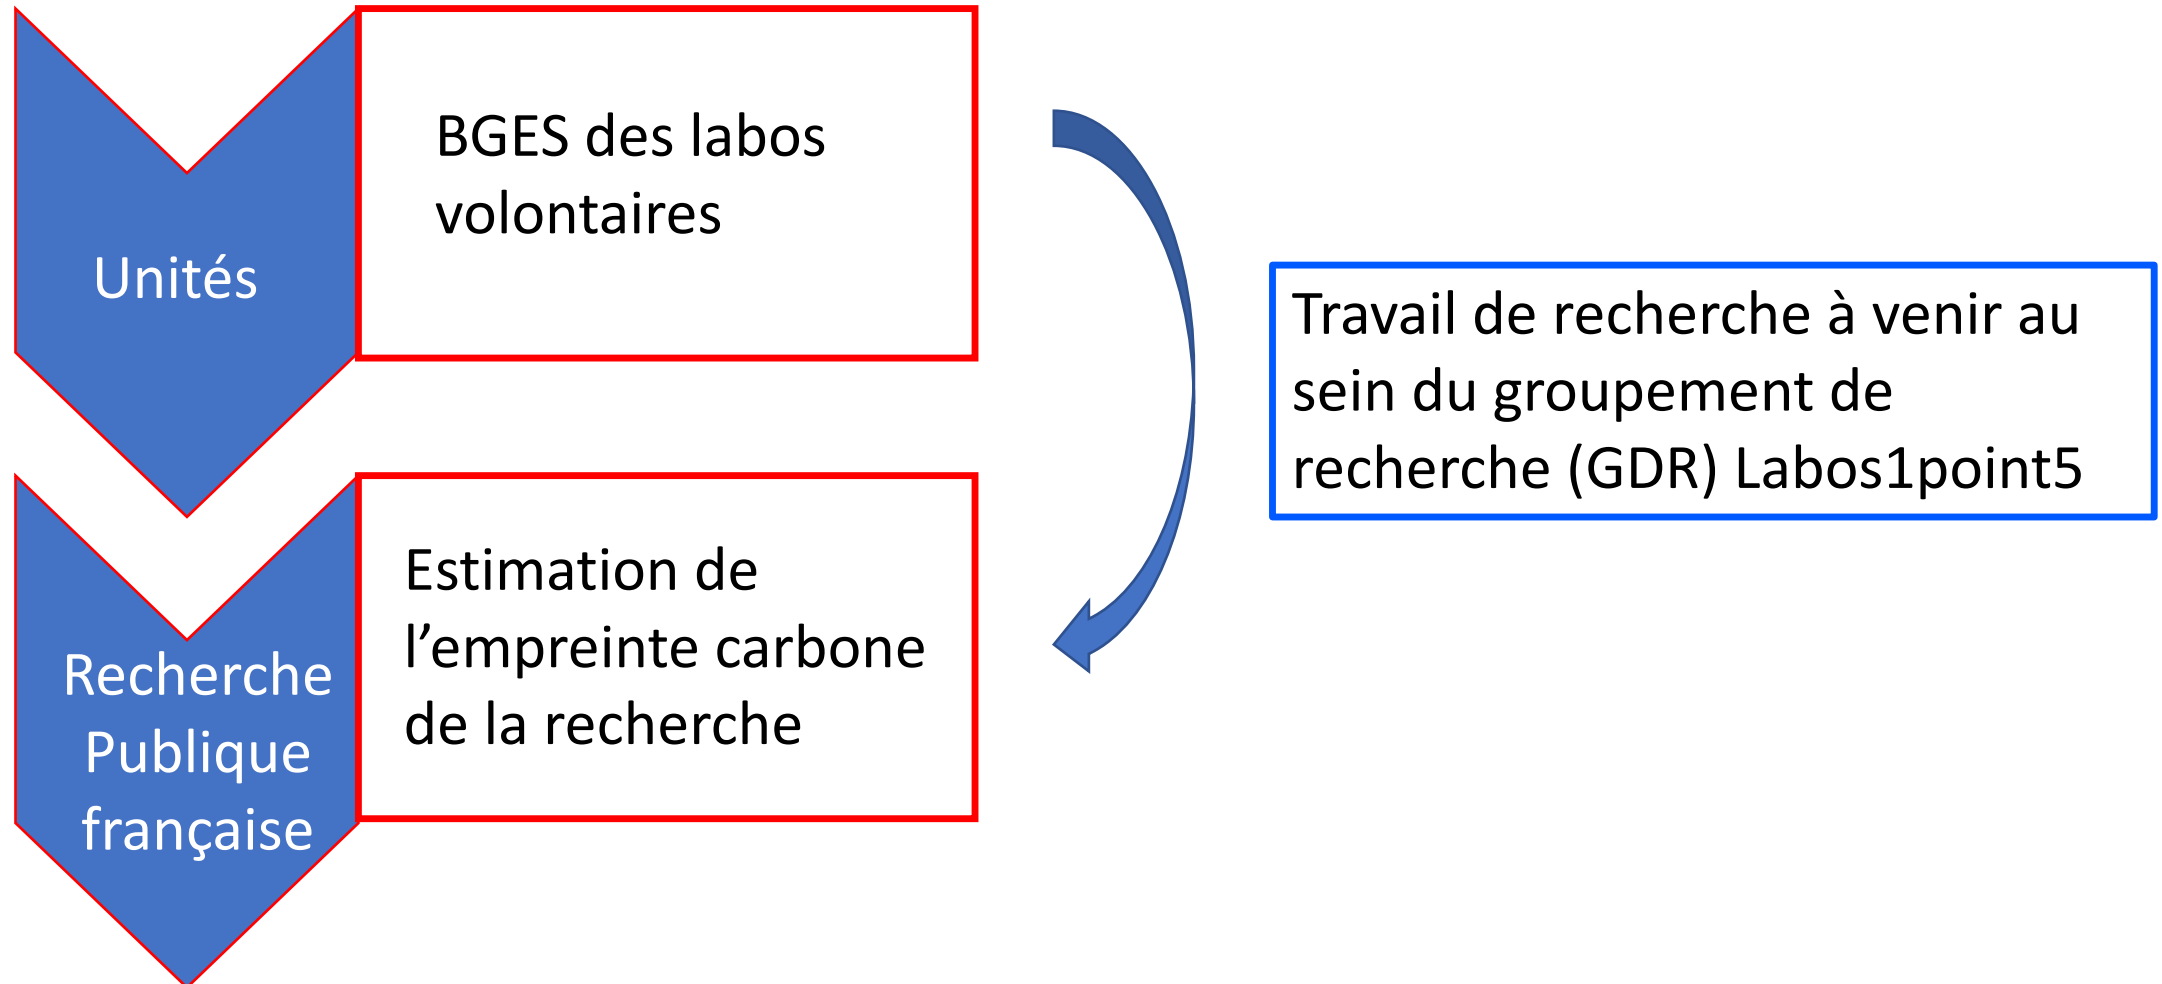 Unités
BGES des labos
volontaires
Travail de recherche à venir au
sein du groupement de
recherche (GDR) Labos1point5
Recherche
Publique
française
Estimation de
l’empreinte carbone
de la recherche